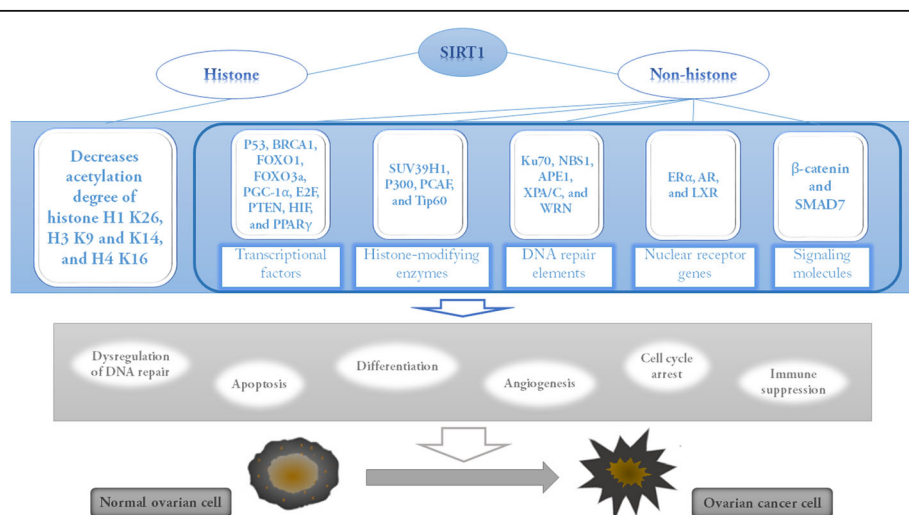 SIRT1
Histone
Non-histone
Decreases
acetylation
degree of
histone H1 K26,
H3 K9 and K14,
and H4 K16
P53, BRCA1,
FOXO1,
FOXO3a,
PGC-1α, E2F,
PTEN, HIF,
and PPARγ
Transcriptional
factors
SUV39H1,
P300, PCAF,
and Tip60
Histone-modifying
enzymes
Ku70, NBS1,
APE1,
XPA/C, and
WRN
DNA repair
elements
ERα, AR,
and LXR
Nuclear receptor
genes
β-catenin
and
SMAD7
Signaling
molecules
Dysregulation
of DNA repair
Apoptosis
Differentiation
Angiogenesis
Cell cycle
arrest
Immune
suppression
Normal ovarian cell
Ovarian cancer cell